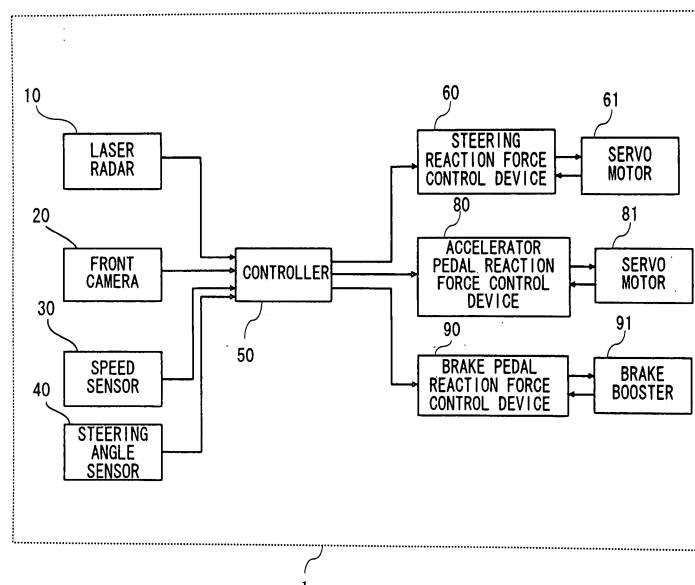 10
LASER
RADAR
20
FRONT
CAMERA
30
SPEED
SENSOR
40
STEERING
ANGLE
SENSOR
CONTROLLER
50
60
STEERING
REACTION FORCE
CONTROL DEVICE
61
SERVO
MOTOR
80
ACCELERATOR
PEDAL REACTION
FORCE CONTROL
DEVICE
81
SERVO
MOTOR
90
BRAKE PEDAL
REACTION FORCE
CONTROL DEVICE
91
BRAKE
BOOSTER
1